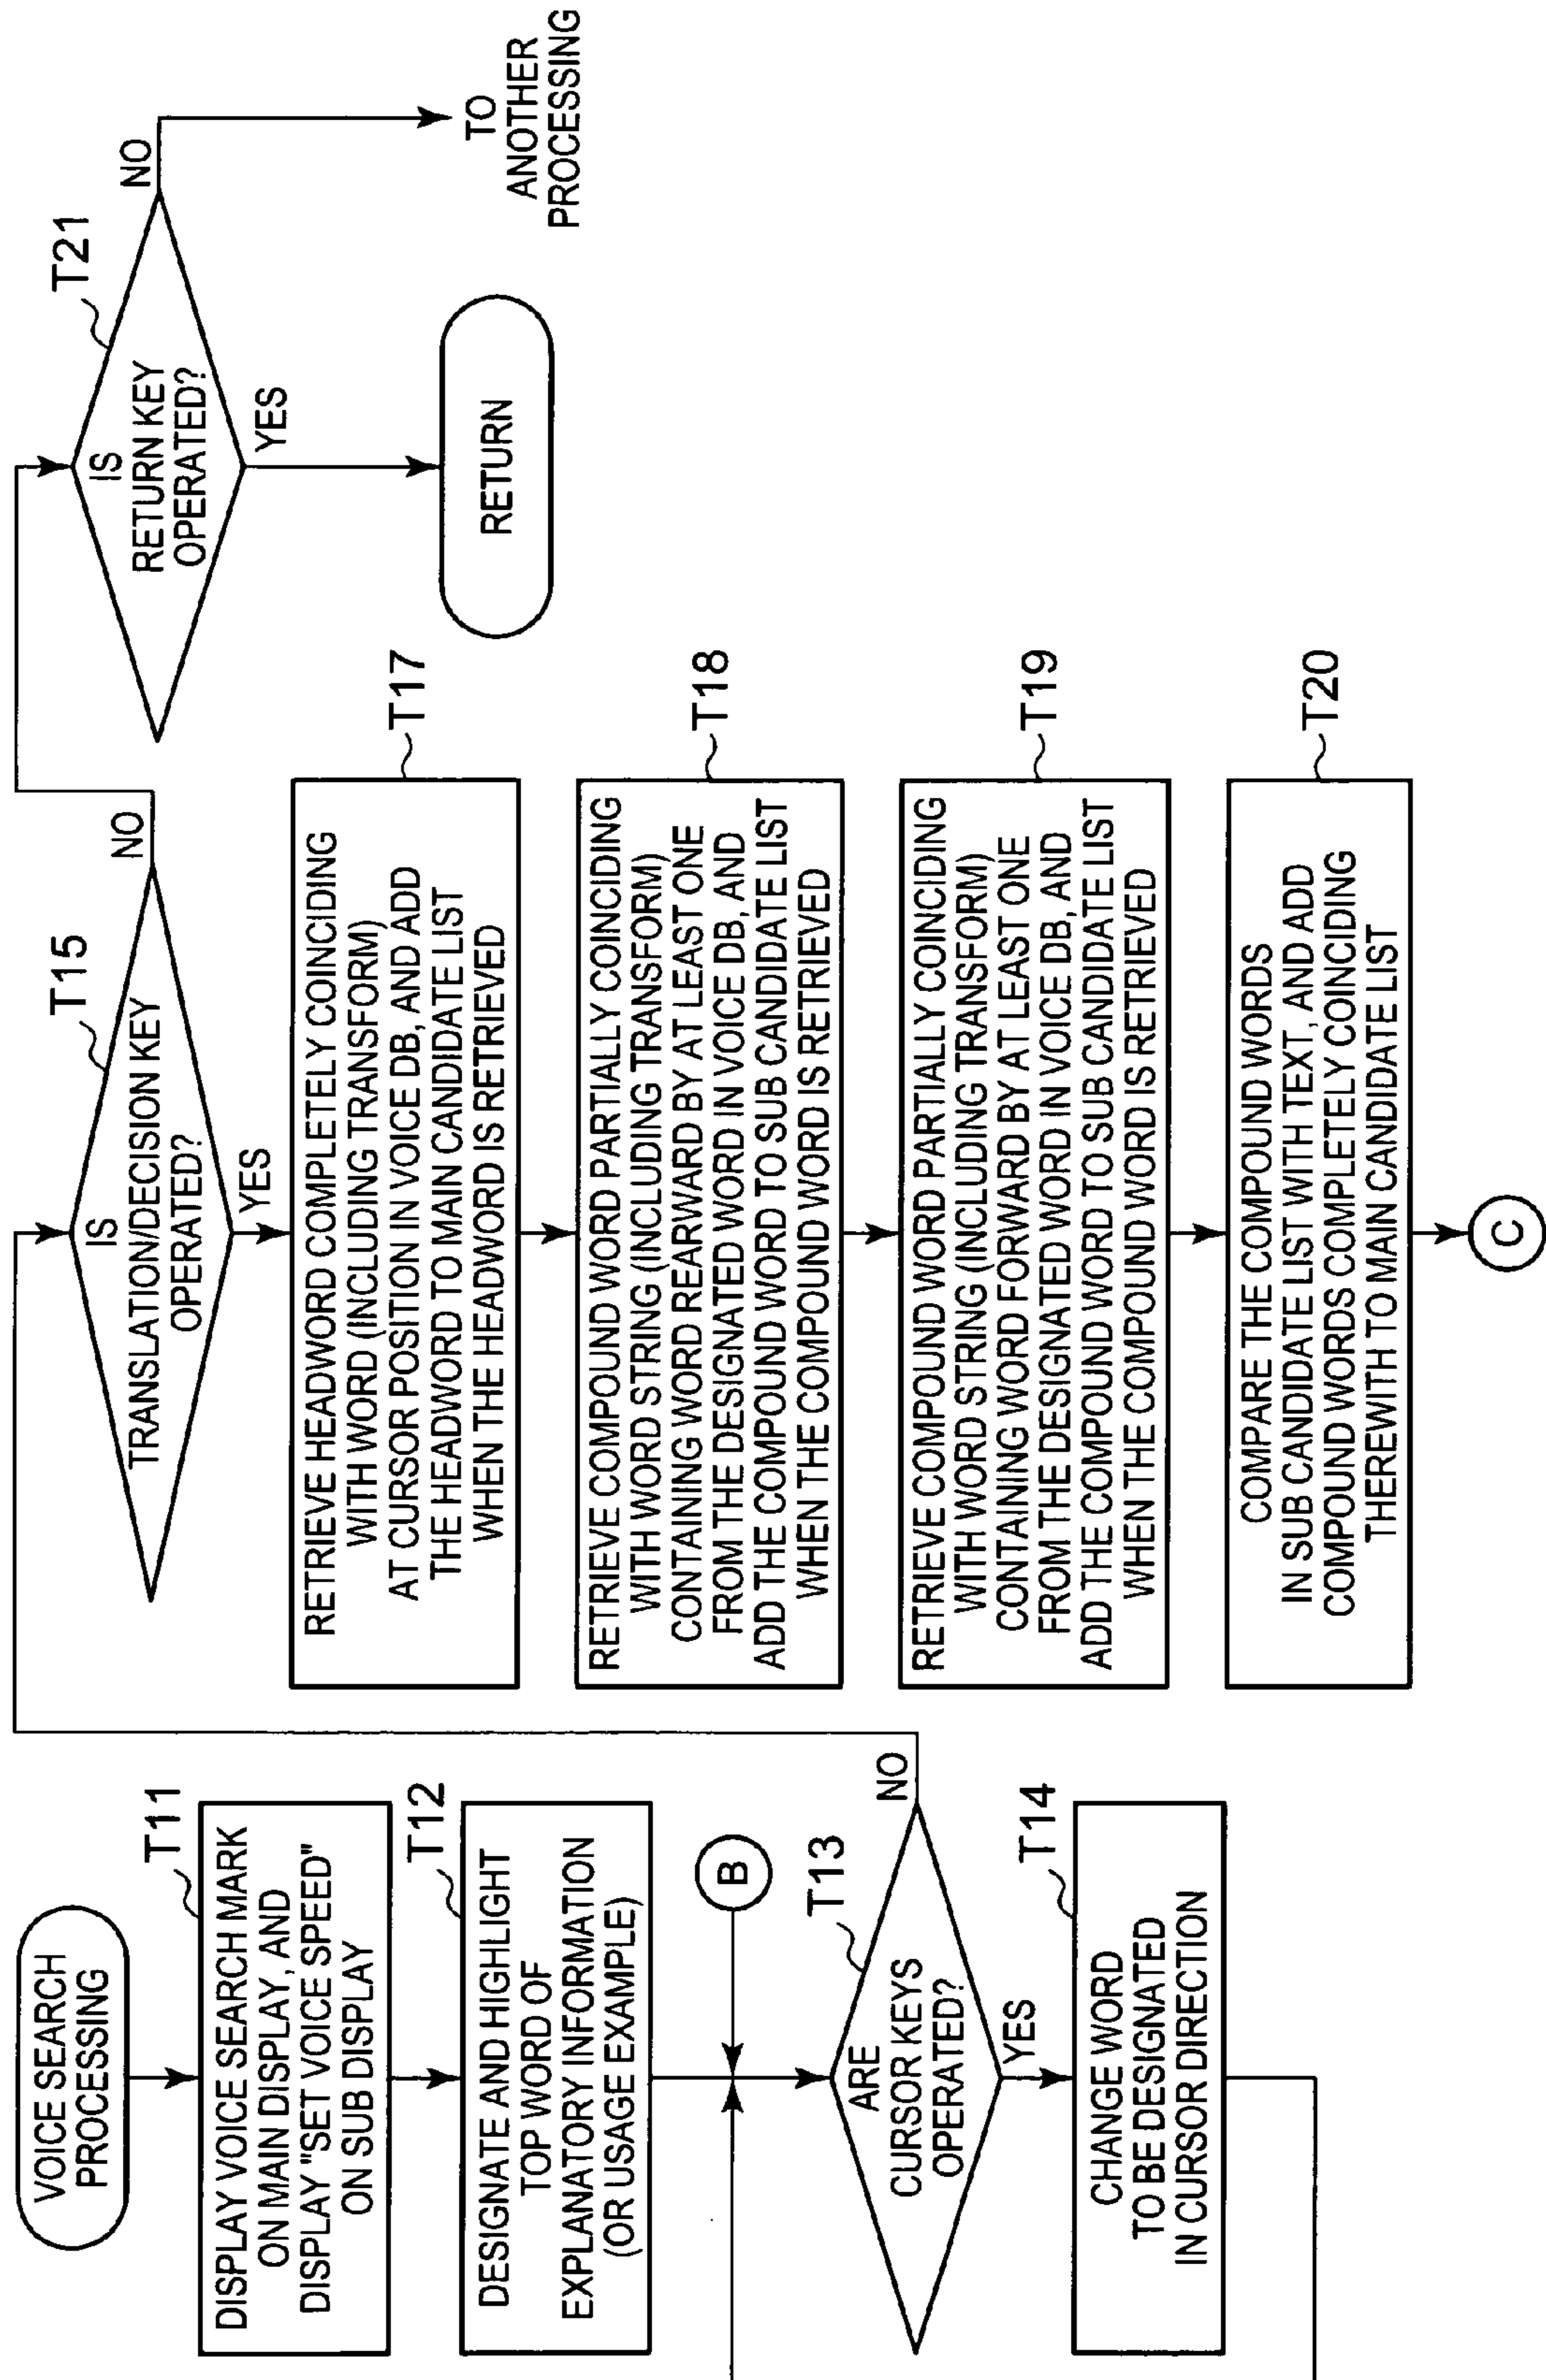 VOICE SEARCH
PROCESSING
T11
DISPLAY VOICE SEARCH MARK
ON MAIN DISPLAY, AND
DISPLAY "SET VOICE SPEED"
ON SUB DISPLAY
T12
DESIGNATE AND HIGHLIGHT
TOP WORD OF
EXPLANATORY INFORMATION
(OR USAGE EXAMPLE)
B
T13
ARE
CURSOR KEYS
OPERATED?
NO
YES
T14
CHANGE WORD
TO BE DESIGNATED
IN CURSOR DIRECTION
T15
IS
TRANSLATION/DECISION KEY
OPERATED?
NO
YES
T17
RETRIEVE HEADWORD COMPLETELY COINCIDING
WITH WORD (INCLUDING TRANSFORM)
AT CURSOR POSITION IN VOICE DB, AND ADD
THE HEADWORD TO MAIN CANDIDATE LIST
WHEN THE HEADWORD IS RETRIEVED
T18
RETRIEVE COMPOUND WORD PARTIALLY COINCIDING
WITH WORD STRING (INCLUDING TRANSFORM)
CONTAINING WORD REARWARD BY AT LEAST ONE
FROM THE DESIGNATED WORD IN VOICE DB, AND
ADD THE COMPOUND WORD TO SUB CANDIDATE LIST
WHEN THE COMPOUND WORD IS RETRIEVED
T19
RETRIEVE COMPOUND WORD PARTIALLY COINCIDING
WITH WORD STRING (INCLUDING TRANSFORM)
CONTAINING WORD FORWARD BY AT LEAST ONE
FROM THE DESIGNATED WORD IN VOICE DB, AND
ADD THE COMPOUND WORD TO SUB CANDIDATE LIST
WHEN THE COMPOUND WORD IS RETRIEVED
T20
COMPARE THE COMPOUND WORDS
IN SUB CANDIDATE LIST WITH TEXT, AND ADD
COMPOUND WORDS COMPLETELY COINCIDING
THEREWITH TO MAIN CANDIDATE LIST
C
T21
IS
RETURN KEY
OPERATED?
NO
YES
RETURN
TO
ANOTHER
PROCESSING